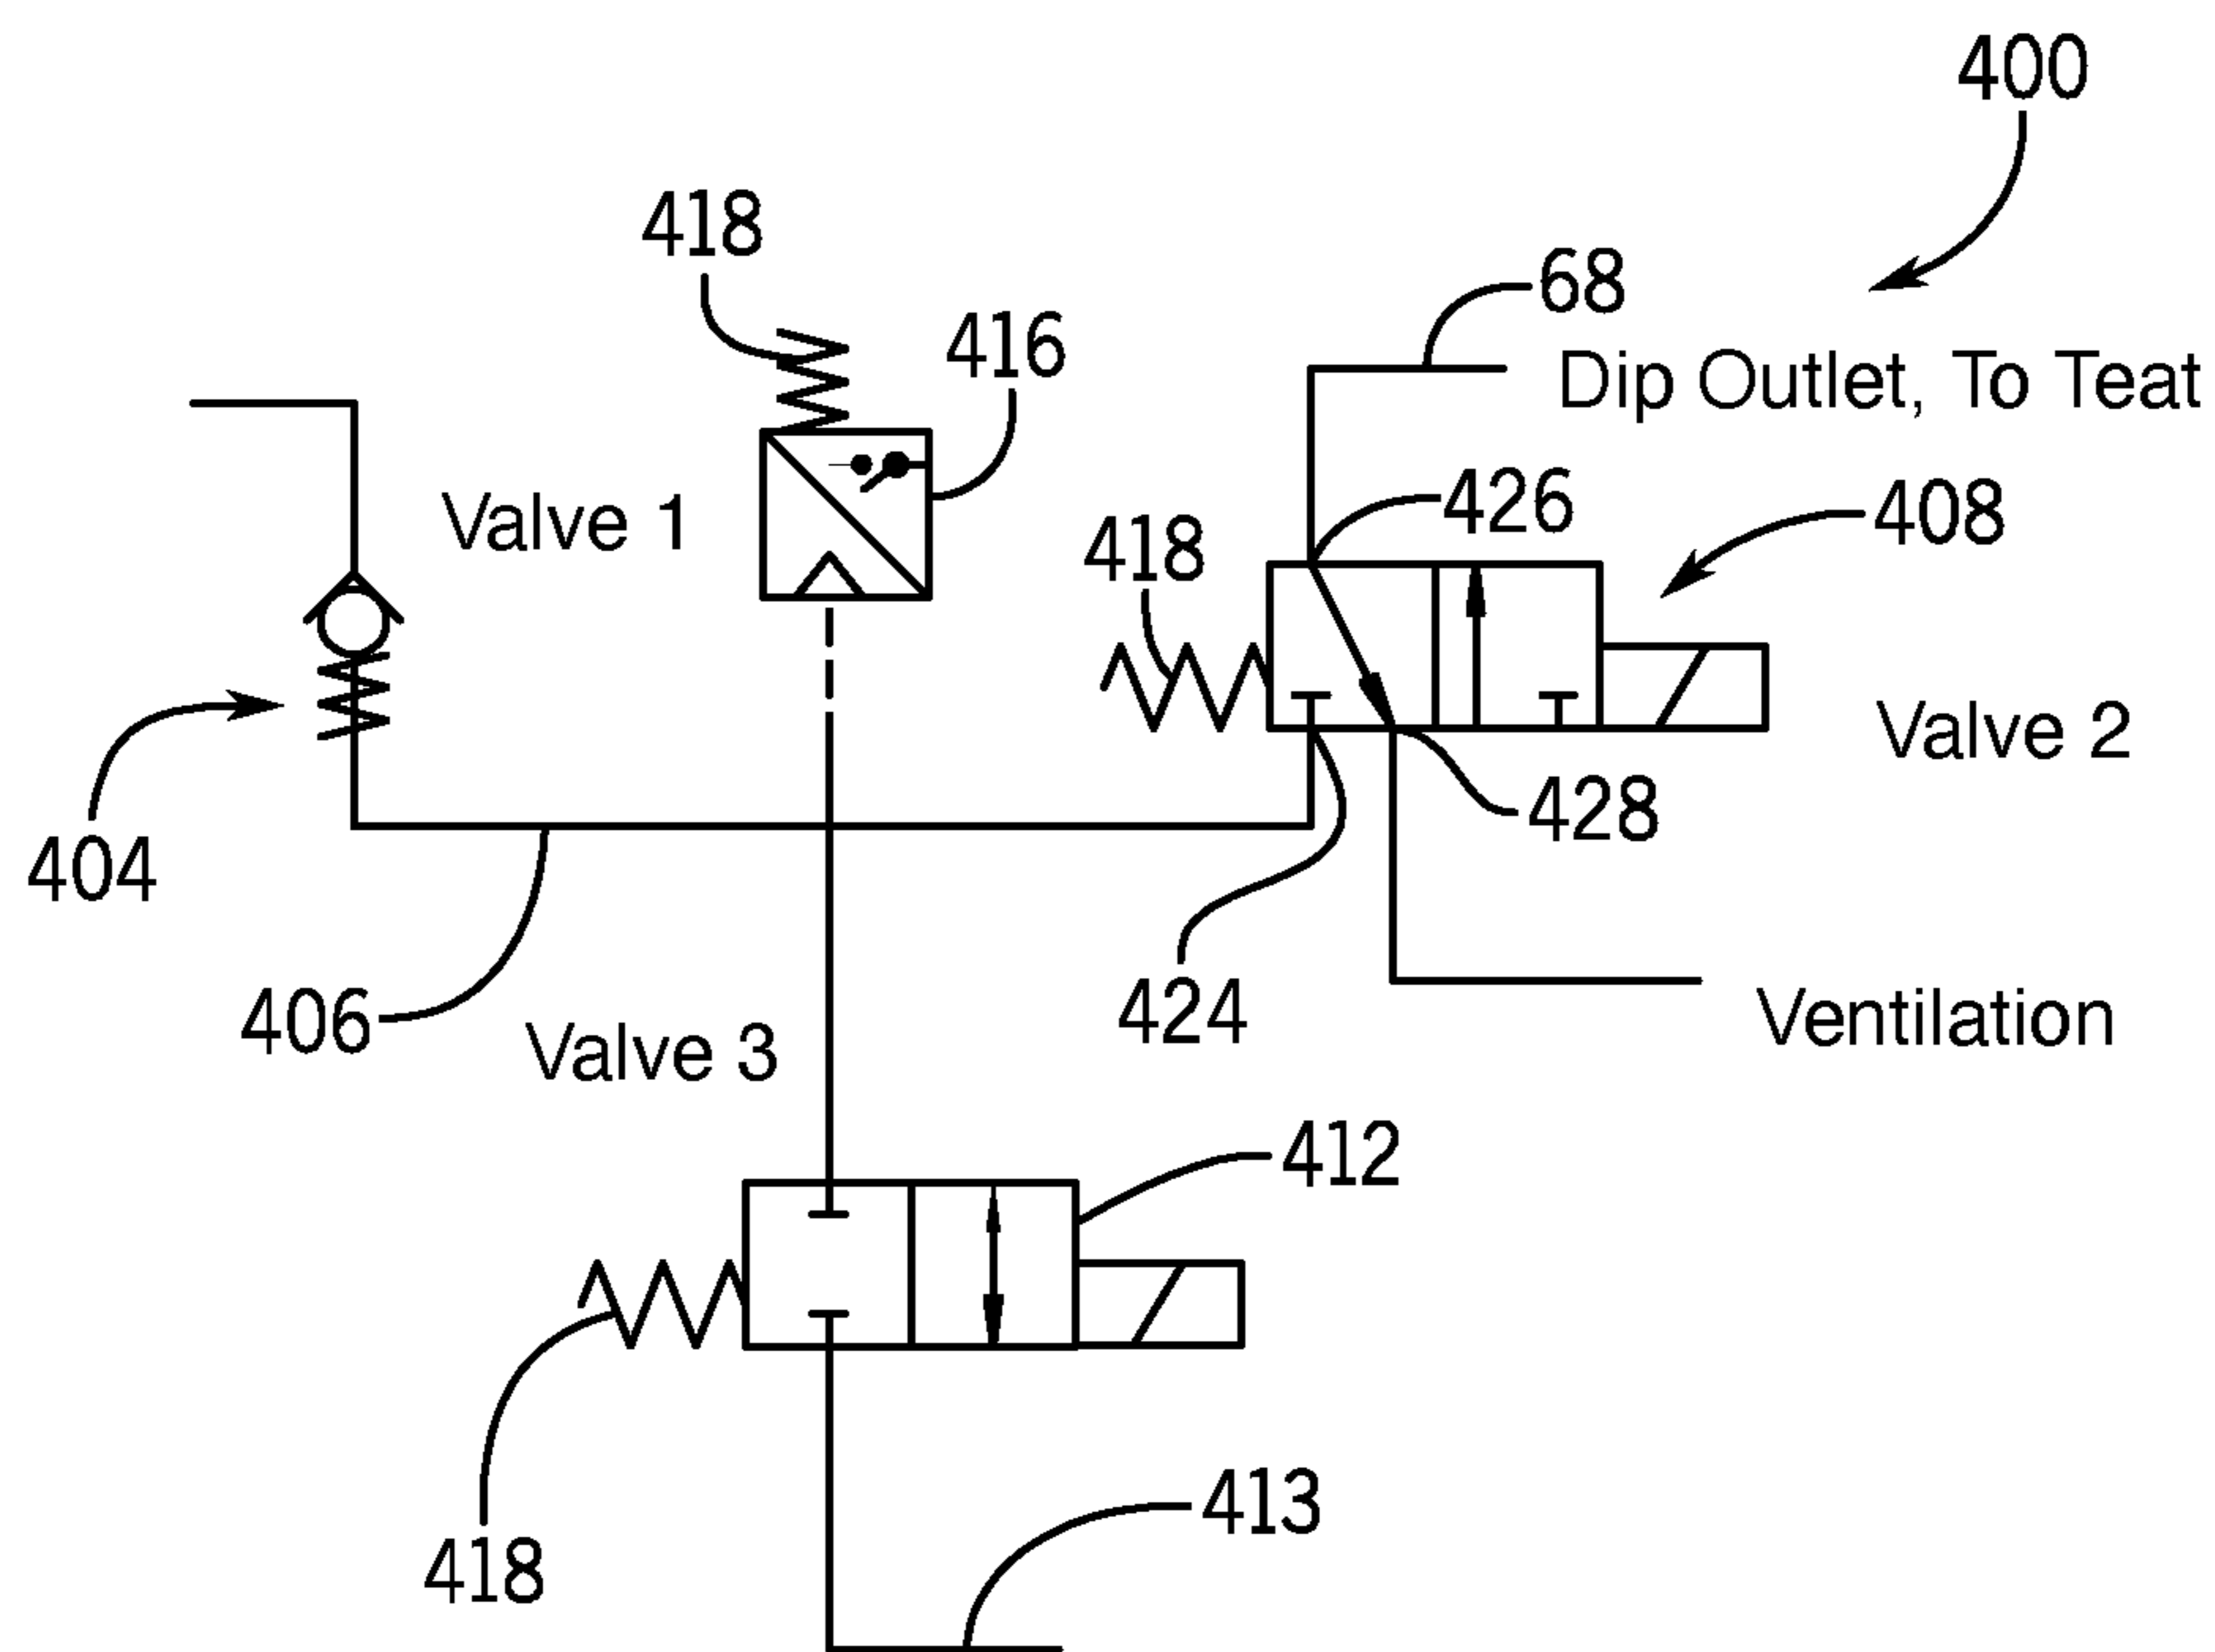 400
418
68
416
Dip Outlet, To Teat
426
408
Valve 1
418
Valve 2
428
404
424
406
Ventilation
Valve 3
412
413
418